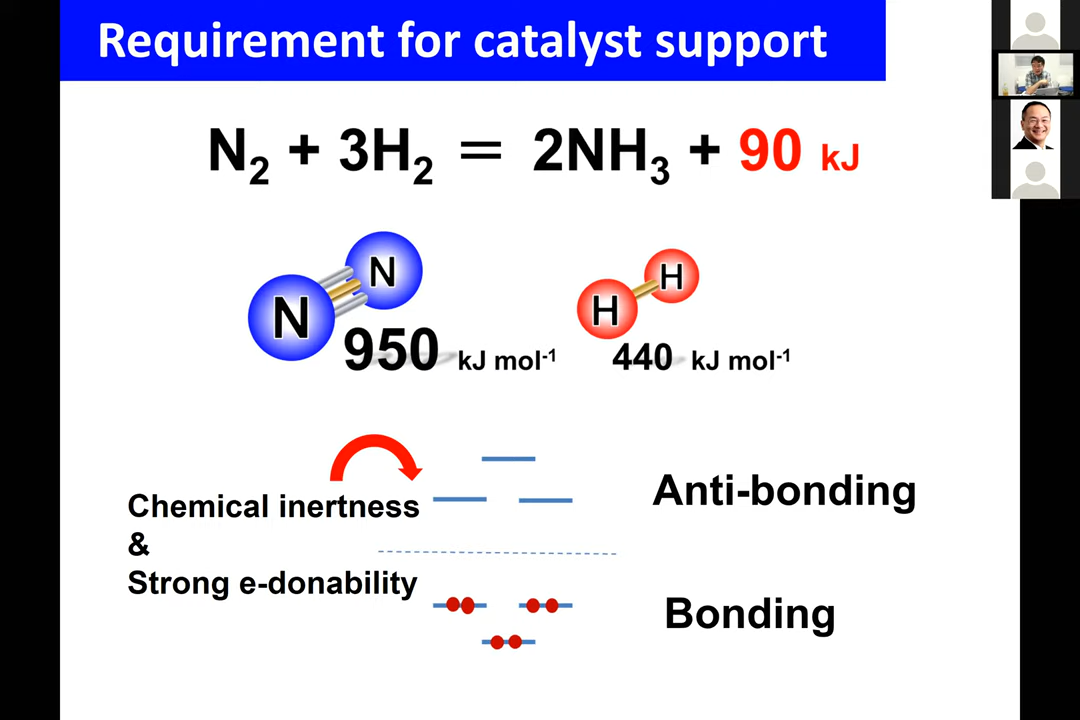 Requirement for catalyst support
N₂ + 3H₂ = 2NH₃ + 90 kJ
N
N
950 kJ mol⁻¹
H
H
440 kJ mol⁻¹
Chemical inertness
&
Strong e-donability
Anti-bonding
Bonding